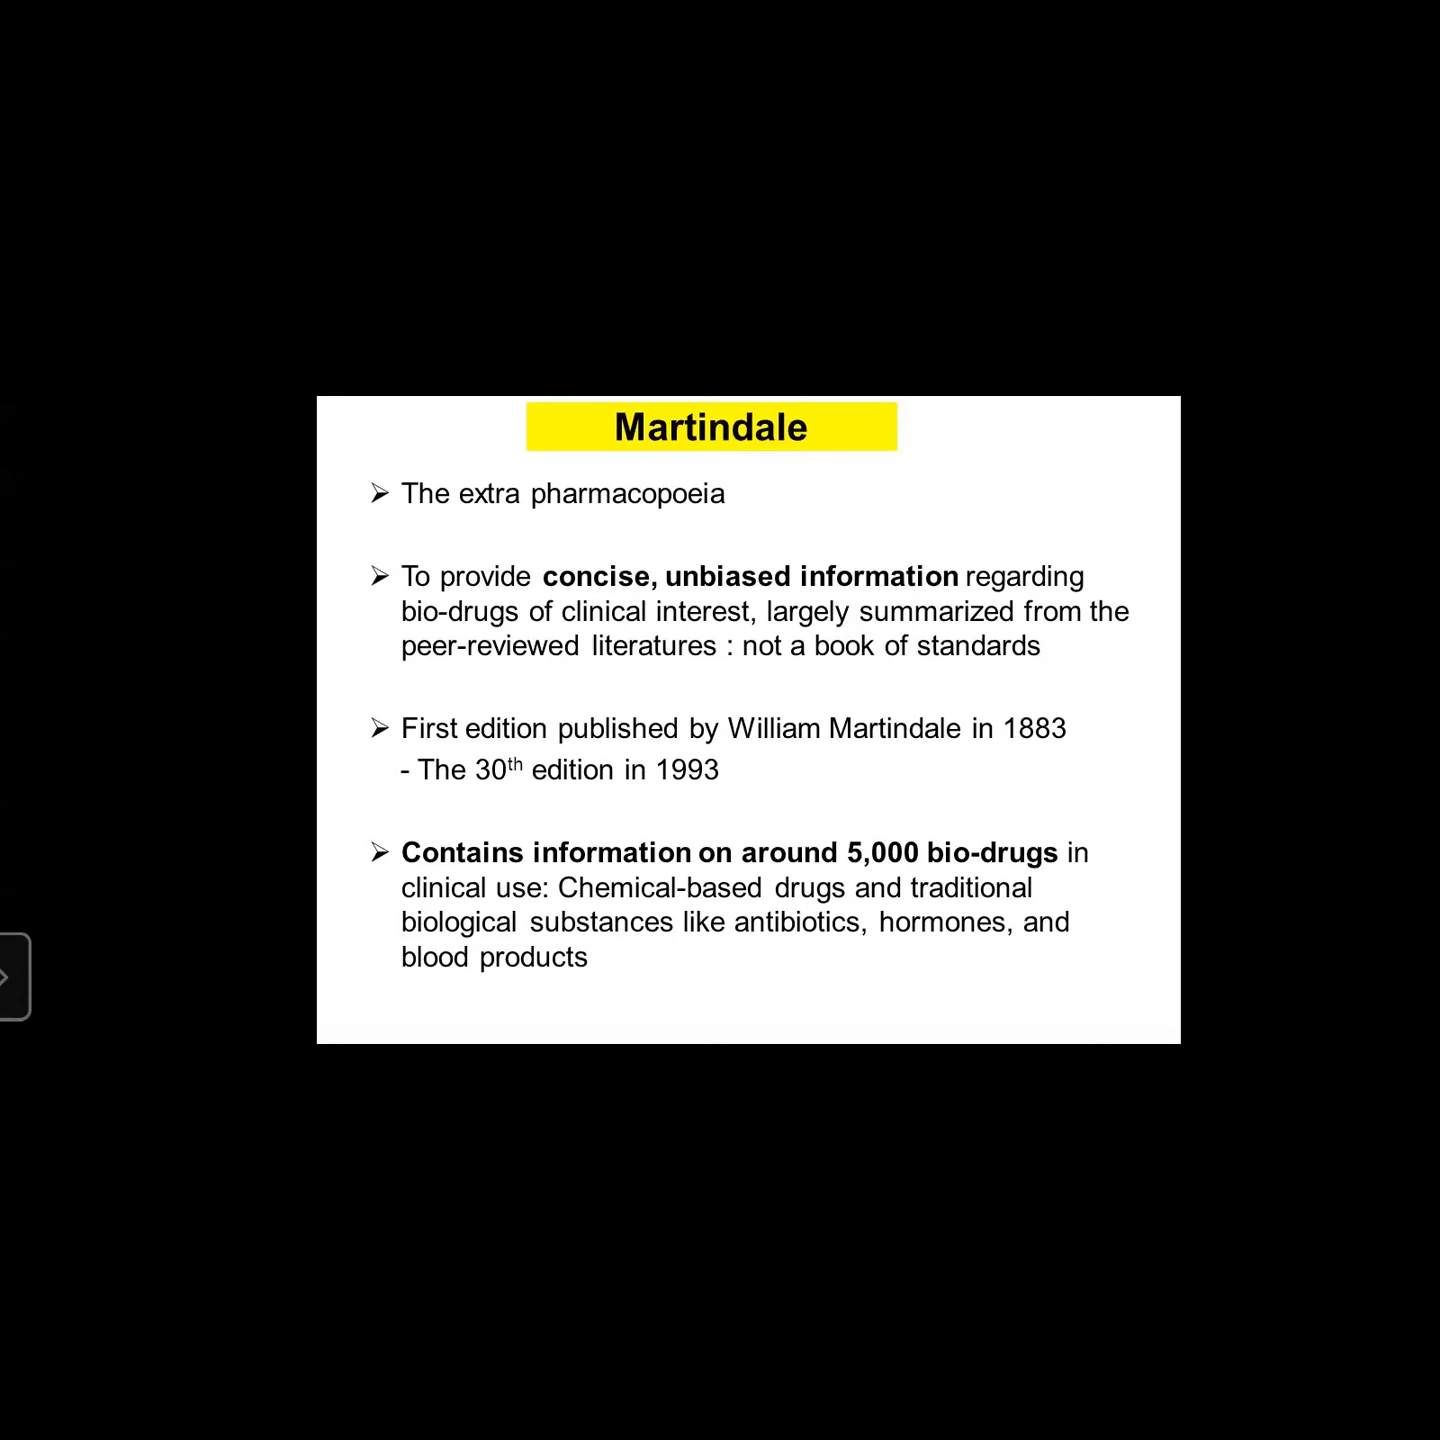 Martindale
➢ The extra pharmacopoeia
➢ To provide concise, unbiased information regarding
bio-drugs of clinical interest, largely summarized from the
peer-reviewed literatures : not a book of standards
➢ First edition published by William Martindale in 1883
- The 30th edition in 1993
➢ Contains information on around 5,000 bio-drugs in
clinical use: Chemical-based drugs and traditional
biological substances like antibiotics, hormones, and
blood products